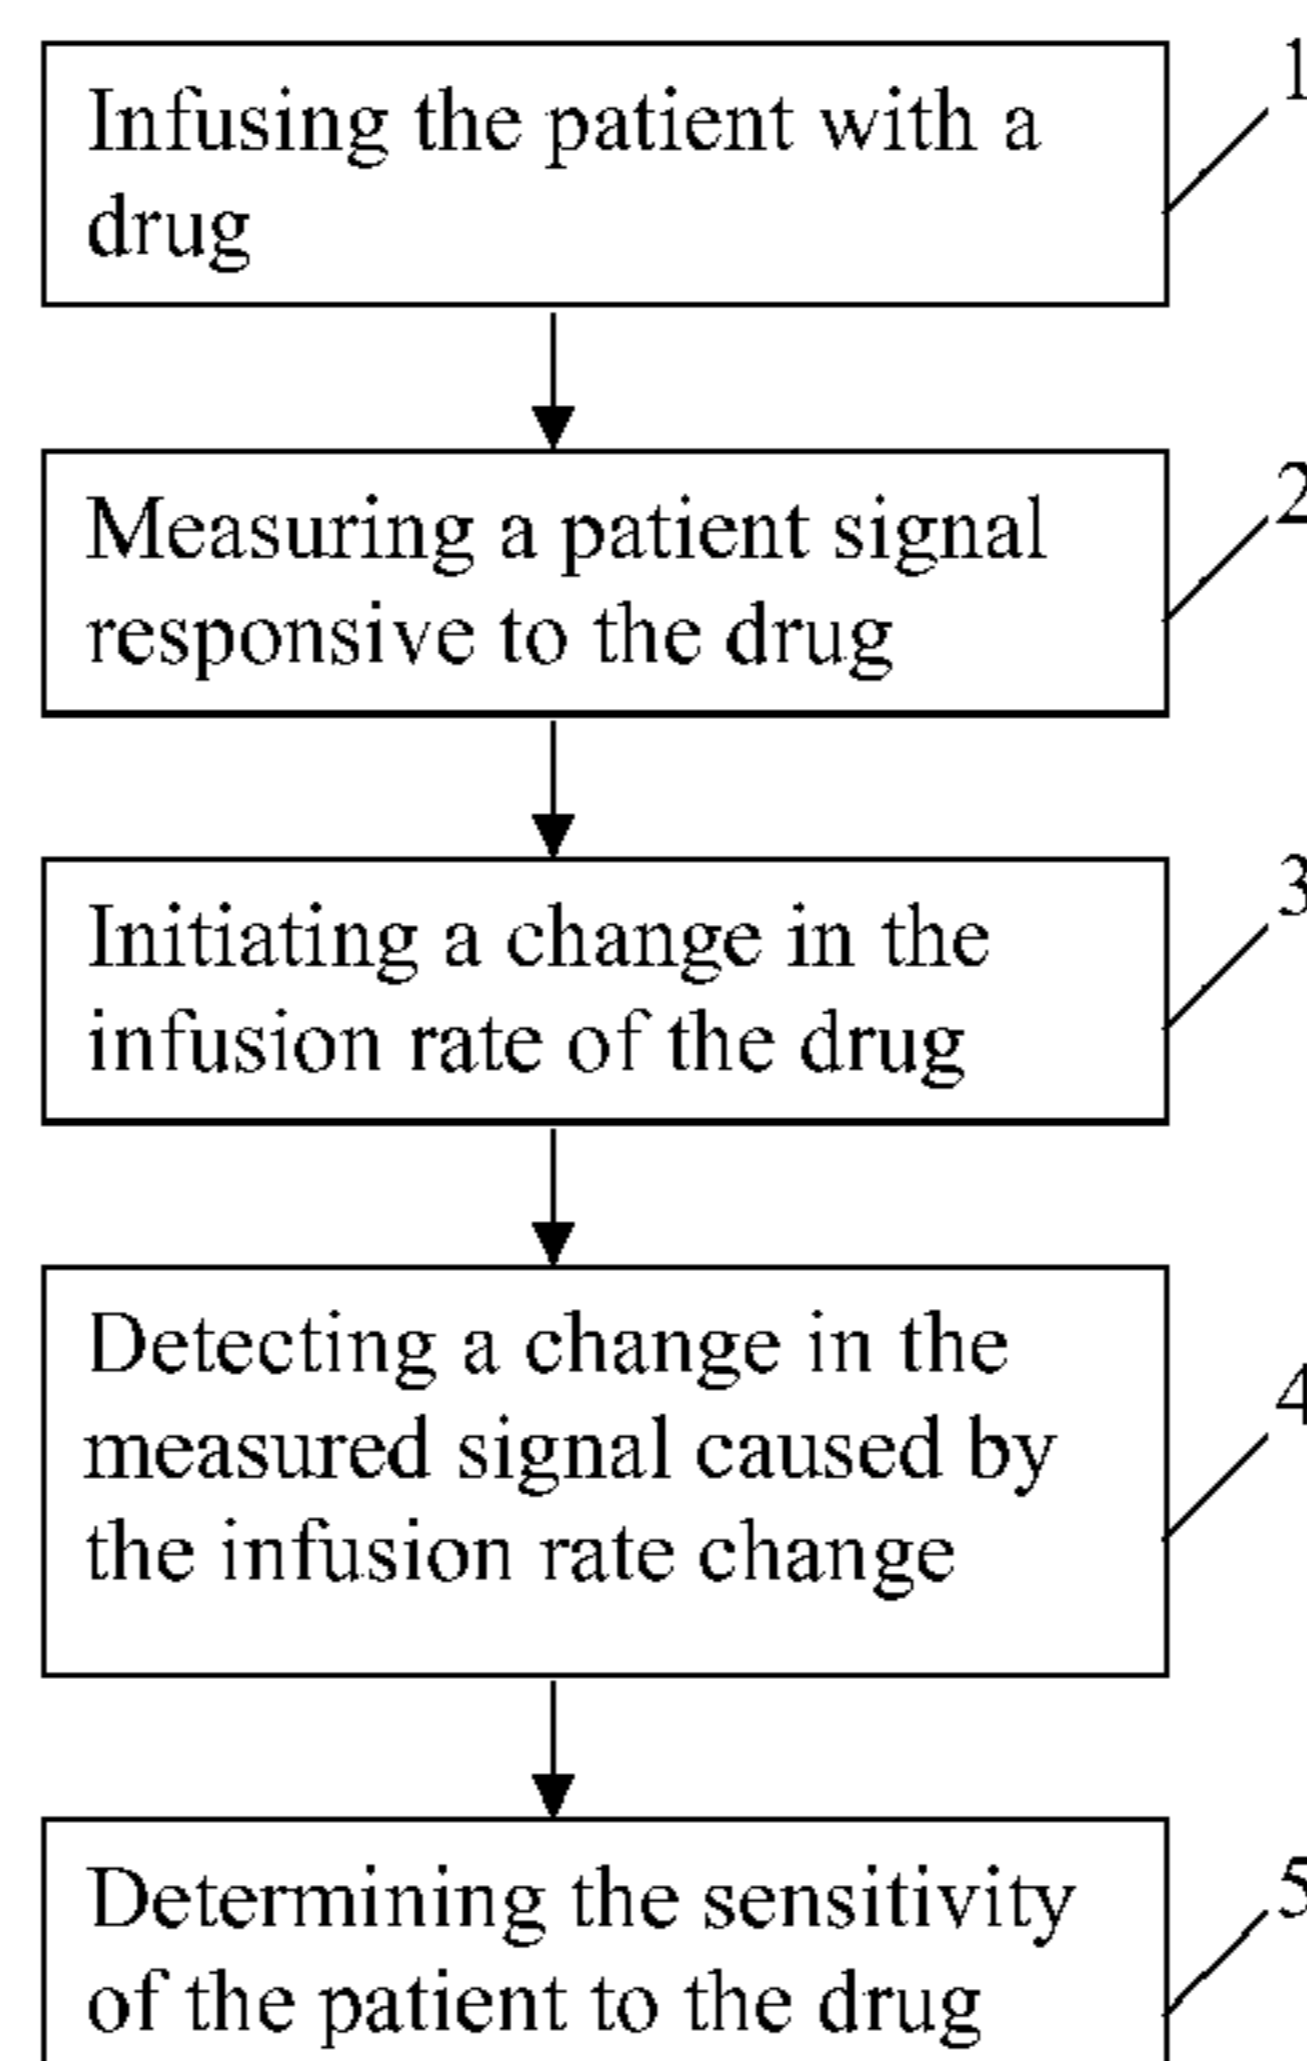 1
Infusing the patient with a
drug
2
Measuring a patient signal
responsive to the drug
3
Initiating a change in the
infusion rate of the drug
4
Detecting a change in the
measured signal caused by
the infusion rate change
5
Determining the sensitivity
of the patient to the drug